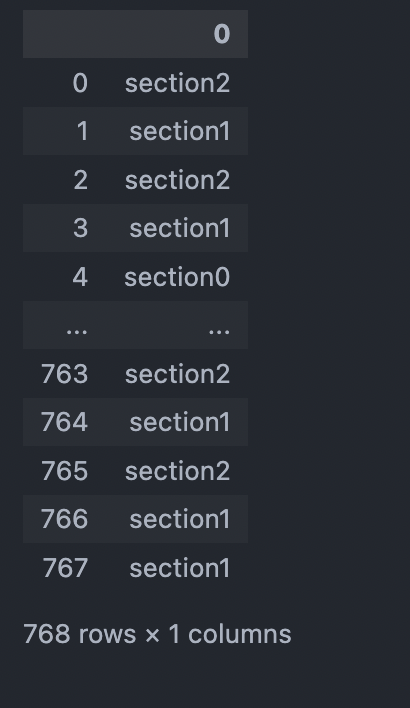 0
0 section2
1 section1
2 section2
3 section1
4 section0
... ...
763 section2
764 section1
765 section2
766 section1
767 section1
768 rows × 1 columns